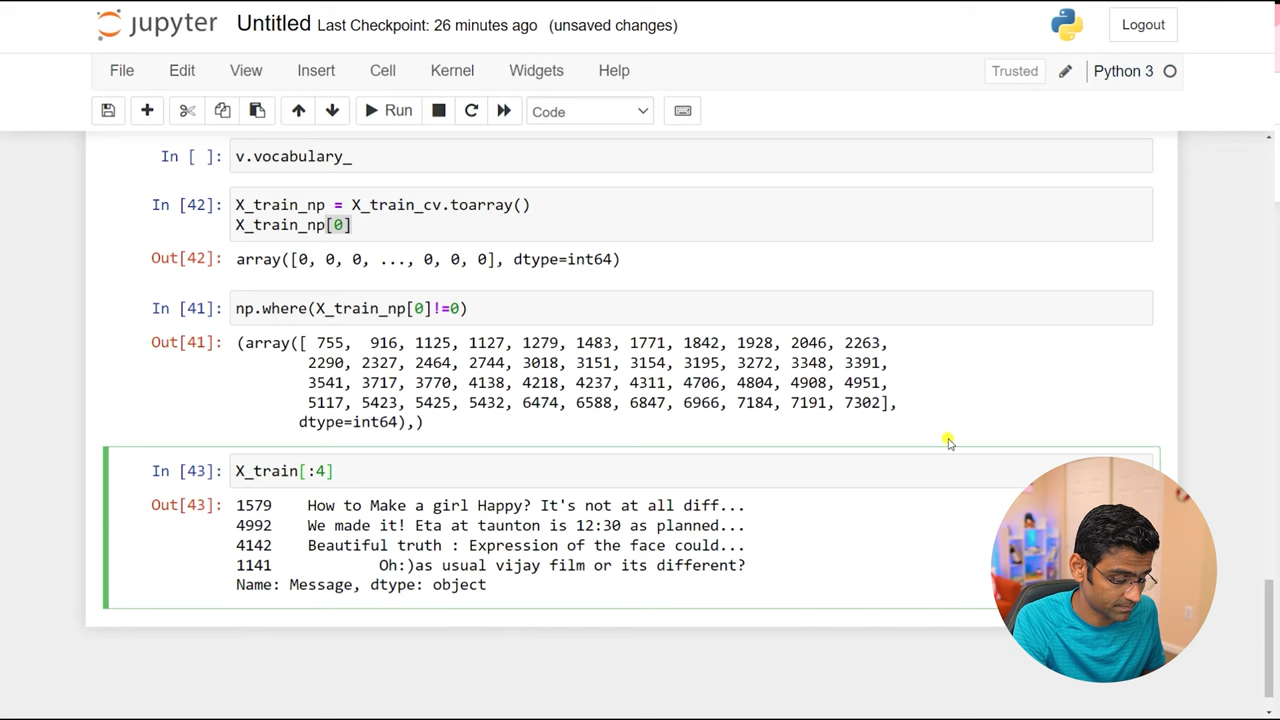 jupyter Untitled Last Checkpoint: 26 minutes ago (unsaved changes) Logout
File Edit View Insert Cell Kernel Widgets Help Trusted Python 3
Run Code
In [ ]: v.vocabulary_
In [42]: X_train_np = X_train_cv.toarray()
X_train_np[0]
Out[42]: array([0, 0, 0, ..., 0, 0, 0], dtype=int64)
In [41]: np.where(X_train_np[0]!=0)
Out[41]: (array([ 755, 916, 1125, 1127, 1279, 1483, 1771, 1842, 1928, 2046, 2263,
2290, 2327, 2464, 2744, 3018, 3151, 3154, 3195, 3272, 3348, 3391,
3541, 3717, 3770, 4138, 4218, 4237, 4311, 4706, 4804, 4908, 4951,
5117, 5423, 5425, 5432, 6474, 6588, 6847, 6966, 7184, 7191, 7302],
dtype=int64),)
In [43]: X_train[:4]
Out[43]: 1579 How to Make a girl Happy? It's not at all diff...
4992 We made it! Eta at taunton is 12:30 as planned...
4142 Beautiful truth : Expression of the face could...
1141 Oh:)as usual vijay film or its different?
Name: Message, dtype: object